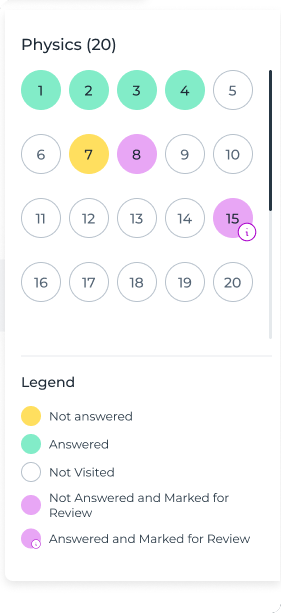 Physics (20)
1 2 3 4 5
6 7 8 9 10
11 12 13 14 15
i
16 17 18 19 20
Legend
Not answered
Answered
Not Visited
Not Answered and Marked for
Review
i
Answered and Marked for Review